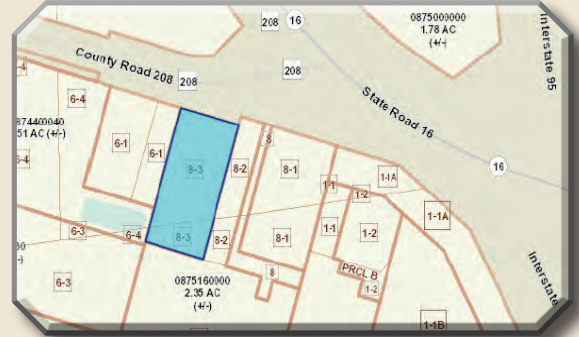 208
16
0875000000
1.78 AC
(+/-)
Interstate 95
County Road 208
208
208
State Road 16
16
6-4
874400040
51 AC (+/-)
6-1
6-1
8-3
8-2
8
8-1
1-1
1-2
1-1A
1-1A
6-3
6-4
8-3
8-2
8-1
1-1
1-2
PRCL B
1-2
8
Interstate
6-3
0875160000
2.35 AC
(+/-)
1-1B